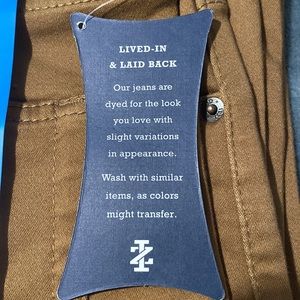 LIVED-IN
& LAID BACK
Our jeans are
dyed for the look
you love with
slight variations
in appearance.
Wash with similar
items, as colors
might transfer.